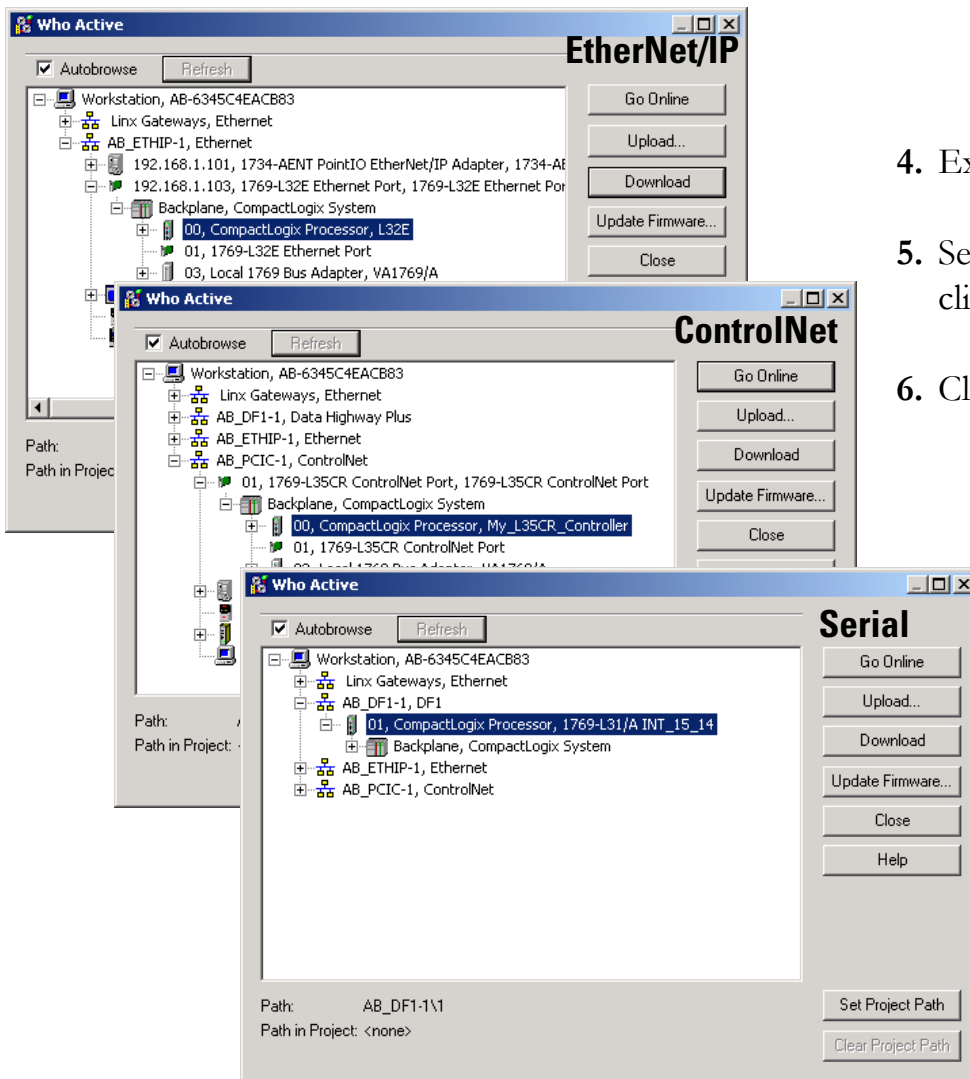 Who Active
EtherNet/IP
Autobrowse Refresh
Workstation, AB-6345C4EACB83
Linx Gateways, Ethernet
AB_ETHIP-1, Ethernet
192.168.1.101, 1734-AENT PointIO EtherNet/IP Adapter, 1734-AE
192.168.1.103, 1769-L32E Ethernet Port, 1769-L32E Ethernet Por
Backplane, CompactLogix System
00, CompactLogix Processor, L32E
01, 1769-L32E Ethernet Port
03, Local 1769 Bus Adapter, VA1769/A
Go Online
Upload...
Download
Update Firmware...
Close
Path:
Path in Projec
4. Ex
5. Se
cli
6. Cl
Who Active
ControlNet
Autobrowse Refresh
Workstation, AB-6345C4EACB83
Linx Gateways, Ethernet
AB_DF1-1, Data Highway Plus
AB_ETHIP-1, Ethernet
AB_PCIC-1, ControlNet
01, 1769-L35CR ControlNet Port, 1769-L35CR ControlNet Port
Backplane, CompactLogix System
00, CompactLogix Processor, My_L35CR_Controller
01, 1769-L35CR ControlNet Port
Go Online
Upload...
Download
Update Firmware...
Close
Path:
Path in Project:
Who Active
Serial
Autobrowse Refresh
Workstation, AB-6345C4EACB83
Linx Gateways, Ethernet
AB_DF1-1, DF1
01, CompactLogix Processor, 1769-L31/A INT_15_14
Backplane, CompactLogix System
AB_ETHIP-1, Ethernet
AB_PCIC-1, ControlNet
Go Online
Upload...
Download
Update Firmware...
Close
Help
Path: AB_DF1-1\1
Path in Project: <none>
Set Project Path
Clear Project Path